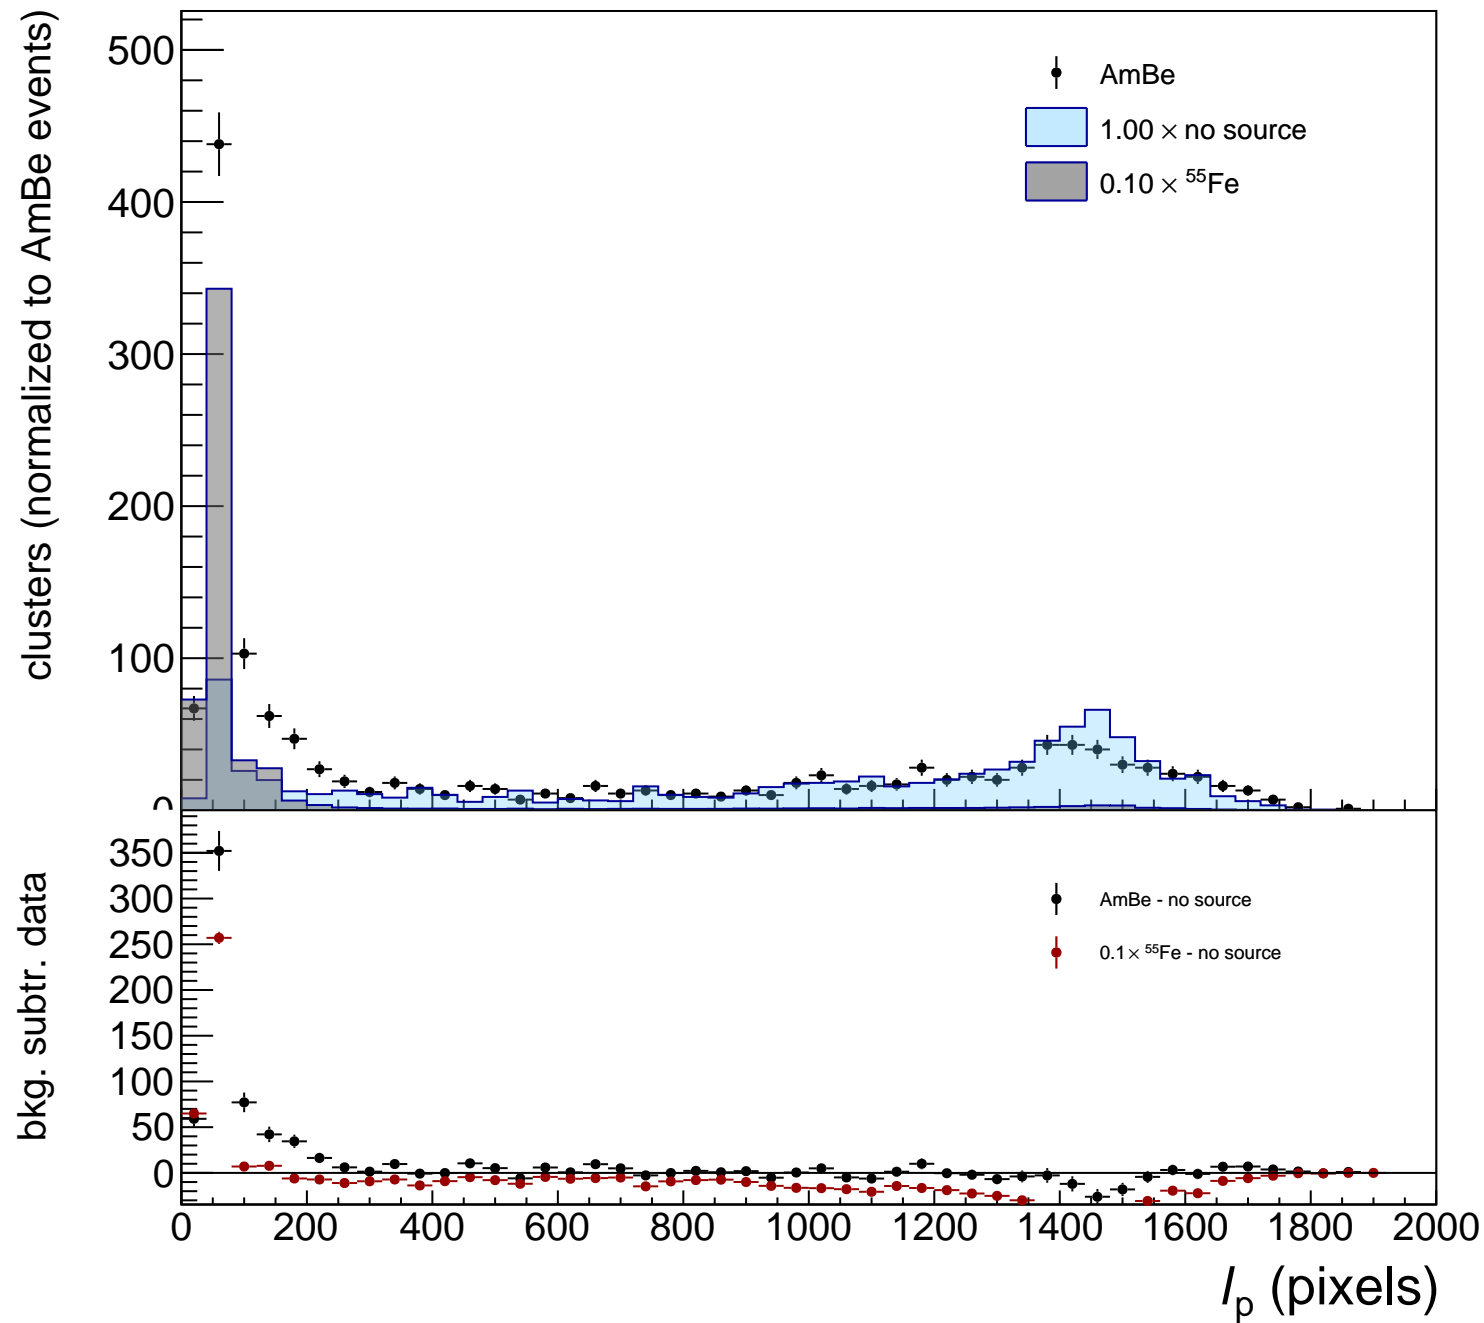 clusters (normalized to AmBe events)
500
400
300
200
100
0
AmBe
1.00 × no source
0.10 × ⁵⁵Fe
bkg. subtr. data
350
300
250
200
150
100
50
0
AmBe - no source
0.1× ⁵⁵Fe - no source
0 200 400 600 800 1000 1200 1400 1600 1800 2000
lₚ (pixels)